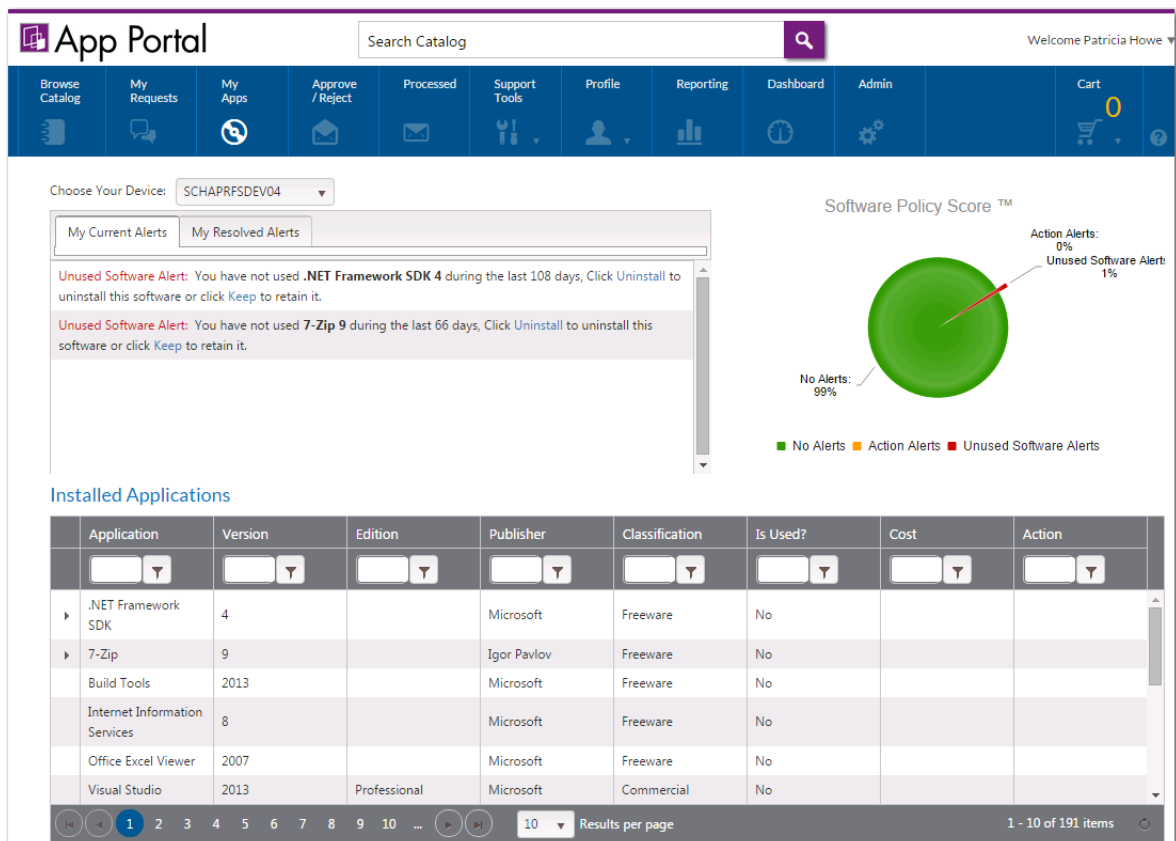 App Portal
Search Catalog
Welcome Patricia Howe
Browse Catalog
My Requests
My Apps
Approve / Reject
Processed
Support Tools
Profile
Reporting
Dashboard
Admin
Cart
0
Choose Your Device: SCHAPRFSDEV04
My Current Alerts My Resolved Alerts
Unused Software Alert: You have not used .NET Framework SDK 4 during the last 108 days, Click Uninstall to
uninstall this software or click Keep to retain it.
Unused Software Alert: You have not used 7-Zip 9 during the last 66 days, Click Uninstall to uninstall this
software or click Keep to retain it.
Software Policy Score ™
Action Alerts:
0%
Unused Software Alerts
1%
No Alerts:
99%
No Alerts Action Alerts Unused Software Alerts
Installed Applications
Application Version Edition Publisher Classification Is Used? Cost Action
.NET Framework SDK 4 Microsoft Freeware No
7-Zip 9 Igor Pavlov Freeware No
Build Tools 2013 Microsoft Freeware No
Internet Information Services 8 Microsoft Freeware No
Office Excel Viewer 2007 Microsoft Freeware No
Visual Studio 2013 Professional Microsoft Commercial No
1 2 3 4 5 6 7 8 9 10 ... 10 Results per page 1 - 10 of 191 items